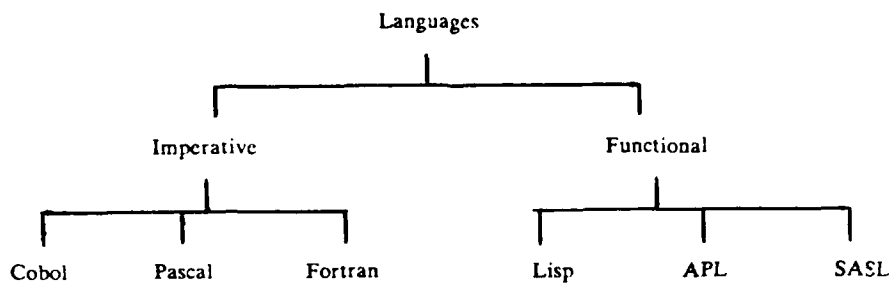 Languages
Imperative Functional
Cobol Pascal Fortran Lisp APL SASL